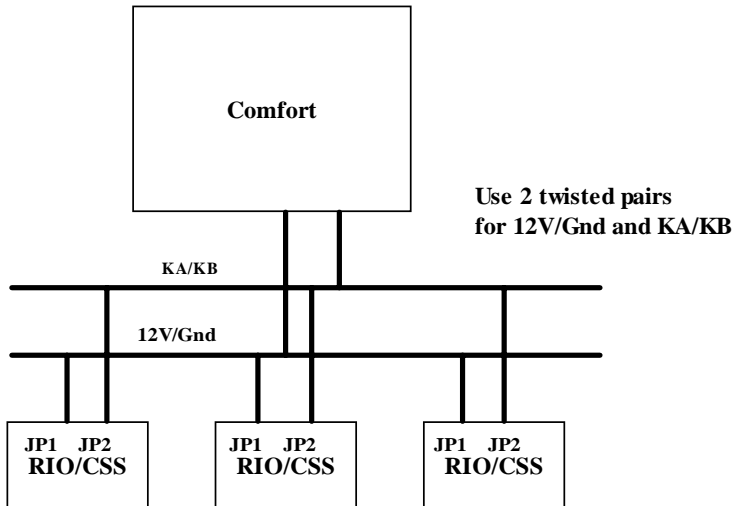 Comfort
Use 2 twisted pairs
for 12V/Gnd and KA/KB
KA/KB
12V/Gnd
JP1 JP2
RIO/CSS
JP1 JP2
RIO/CSS
JP1 JP2
RIO/CSS